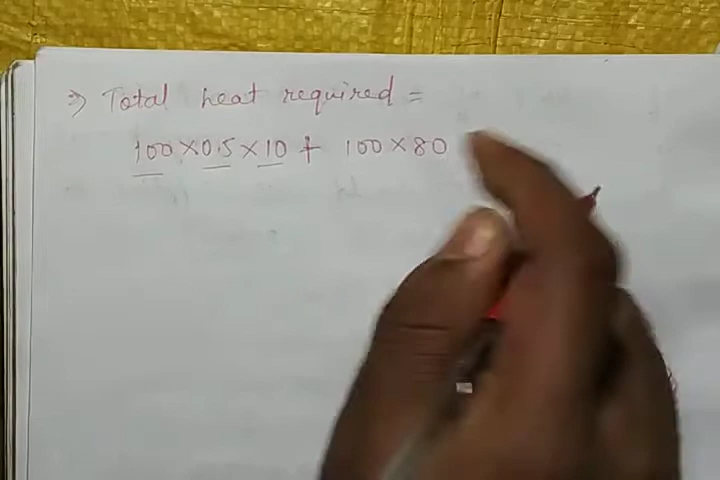 ⇒ Total heat required =
100 × 0.5 × 10 + 100 × 80